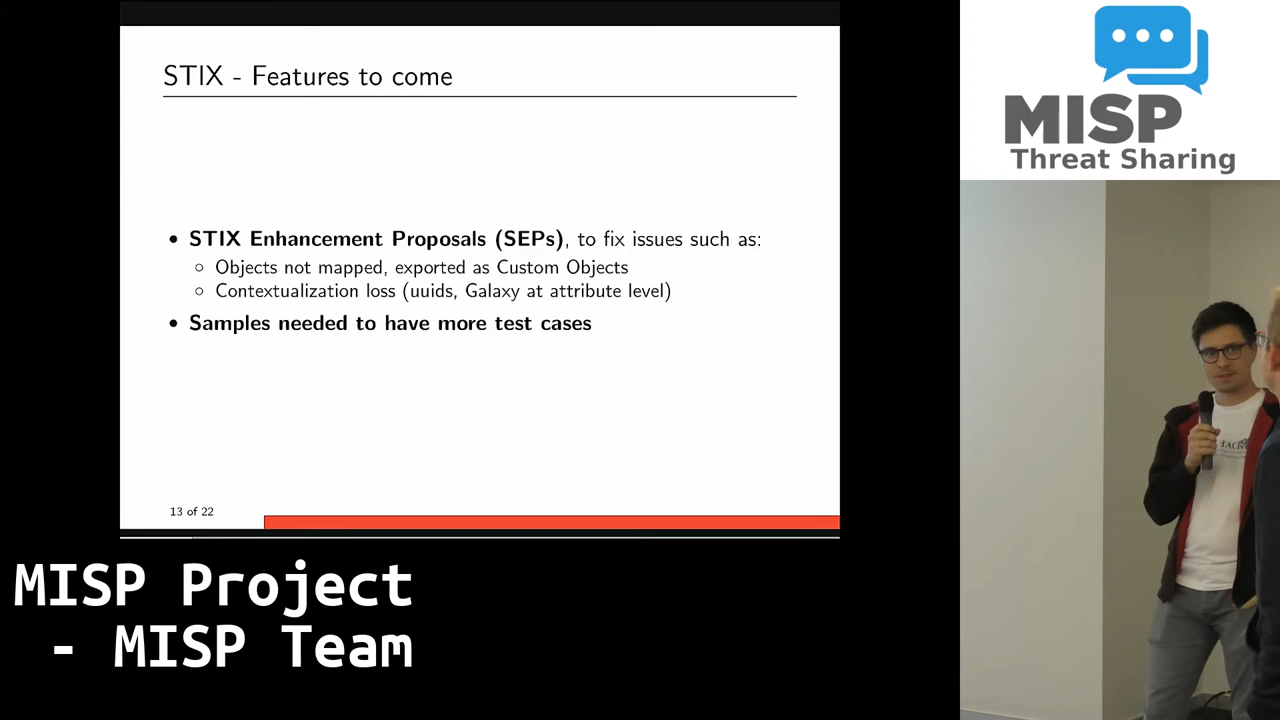 STIX - Features to come
• STIX Enhancement Proposals (SEPs), to fix issues such as:
○ Objects not mapped, exported as Custom Objects
○ Contextualization loss (uuids, Galaxy at attribute level)
• Samples needed to have more test cases
13 of 22
MISP Project
- MISP Team
MISP
Threat Sharing